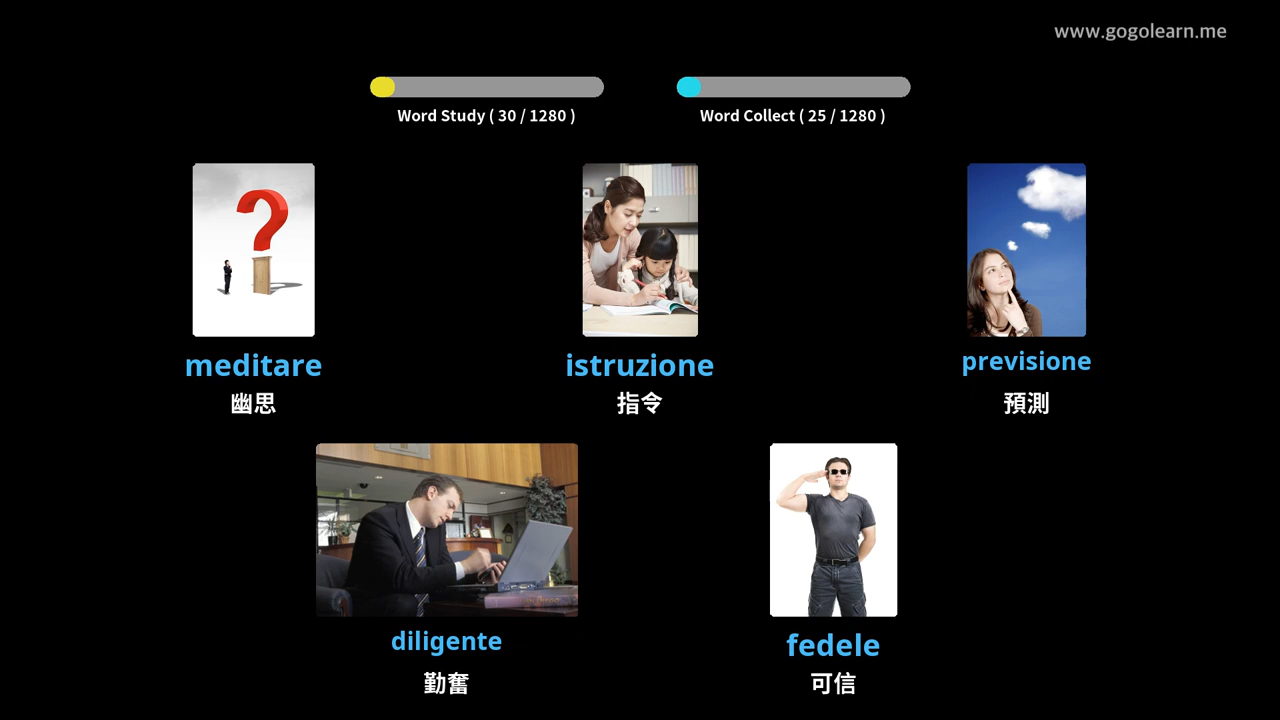 www.gogolearn.me
Word Study ( 30 / 1280 )
Word Collect ( 25 / 1280 )
meditare
幽思
istruzione
指令
previsione
預測
diligente
勤奮
fedele
可信